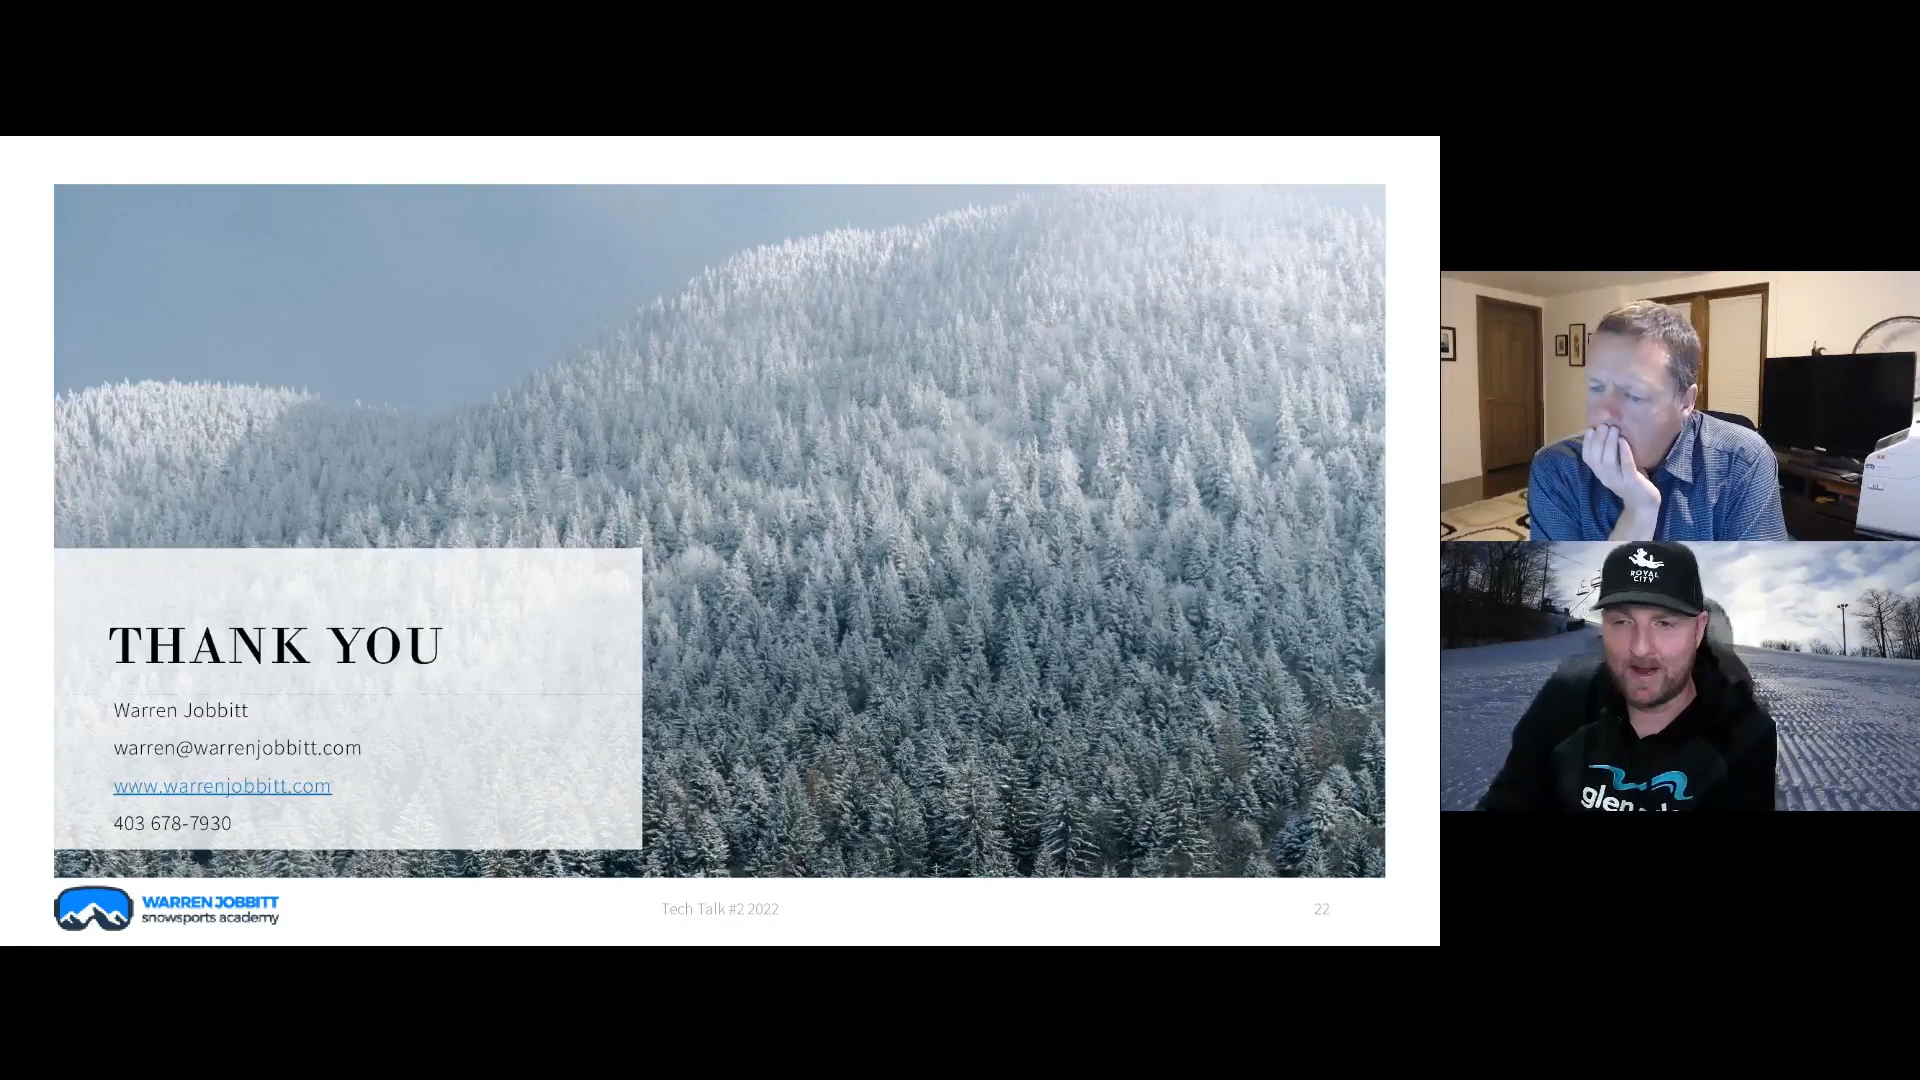 THANK YOU
Warren Jobbitt
warren@warrenjobbitt.com
www.warrenjobbitt.com
403 678-7930
WARREN JOBBITT
snowsports academy
Tech Talk #2 2022
22
ROYAL
CITY